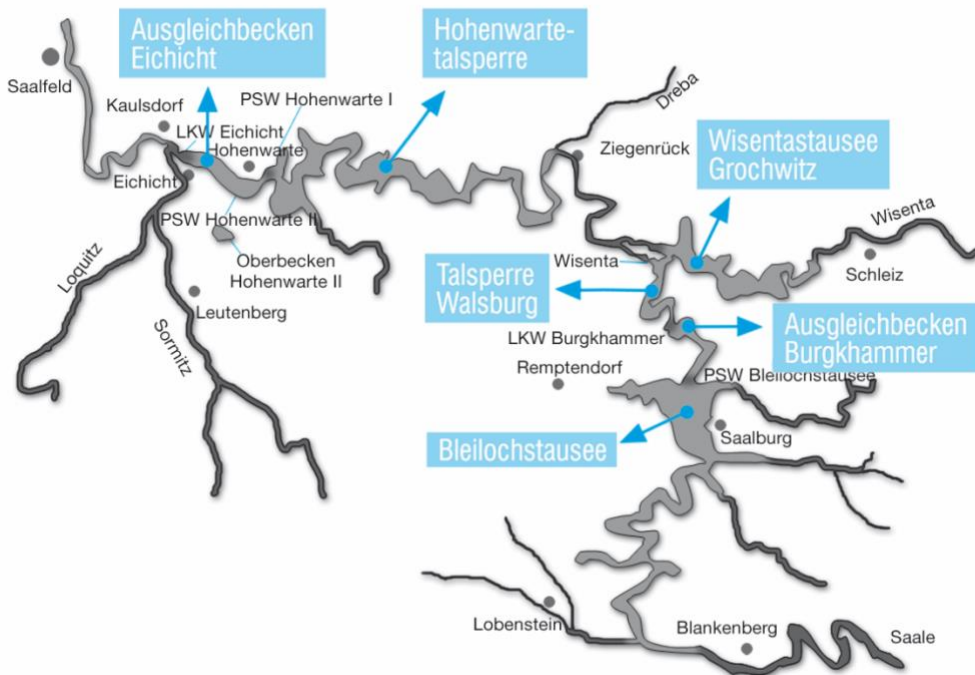 Ausgleichbecken
Eichicht
Hohenwarte-
talsperre
Saalfeld
Kaulsdorf
PSW Hohenwarte I
LKW Eichicht
Hohenwarte
Eichicht
PSW Hohenwarte II
Oberbecken
Hohenwarte II
Loquitz
Sormitz
Leutenberg
Dreba
Ziegenrück
Wisentastausee
Grochwitz
Wisenta
Schleiz
Wisenta
Talsperre
Walsburg
Ausgleichbecken
Burgkhammer
LKW Burgkhammer
Remptendorf
PSW Bleilochstausee
Bleilochstausee
Saalburg
Lobenstein
Blankenberg
Saale